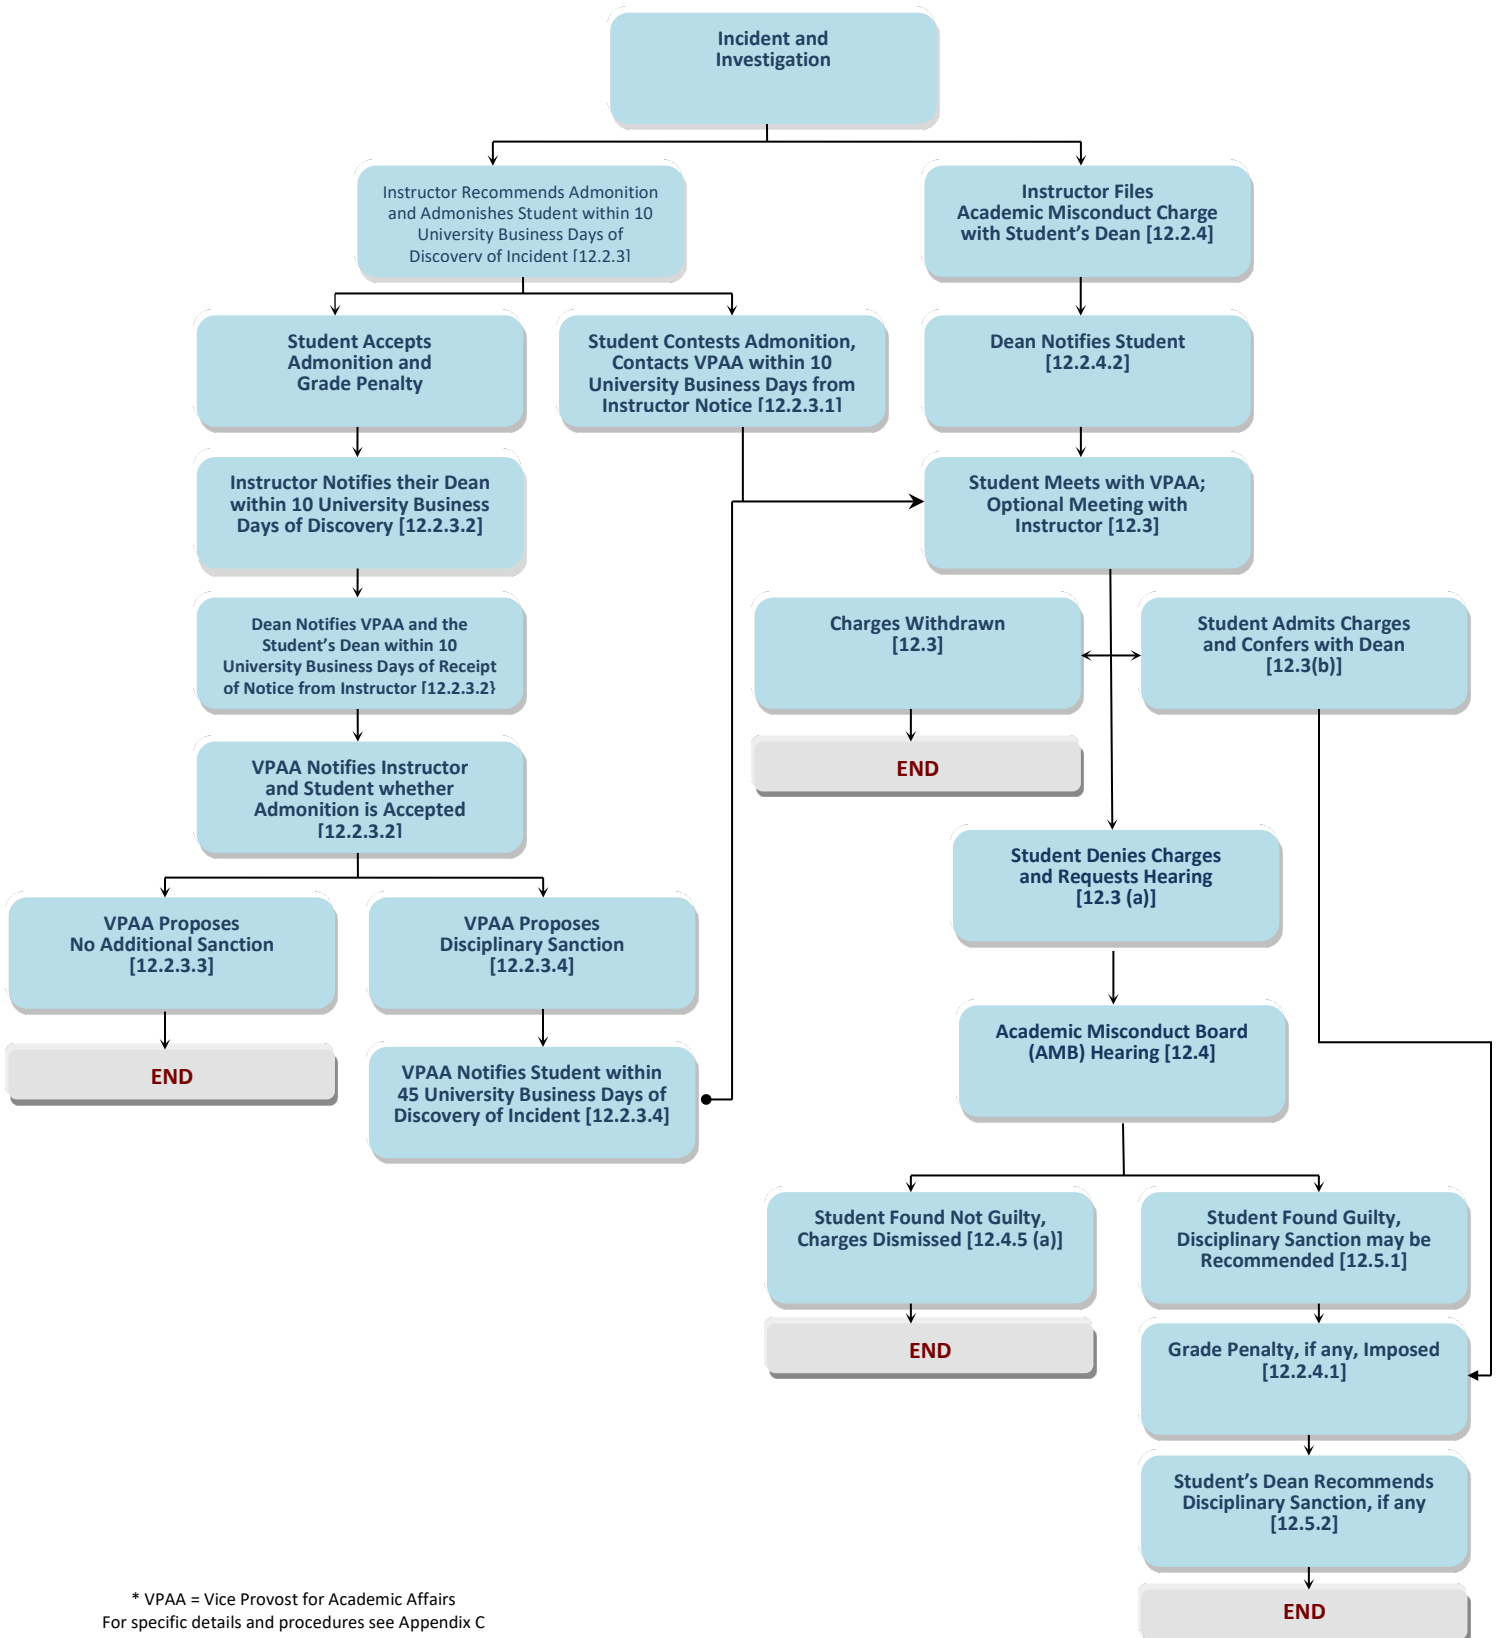 Incident and
Investigation
Instructor Recommends Admonition
and Admonishes Student within 10
University Business Days of
Discovery of Incident [12.2.3]
Instructor Files
Academic Misconduct Charge
with Student’s Dean [12.2.4]
Student Accepts
Admonition and
Grade Penalty
Student Contests Admonition,
Contacts VPAA within 10
University Business Days from
Instructor Notice [12.2.3.1]
Dean Notifies Student
[12.2.4.2]
Instructor Notifies their Dean
within 10 University Business
Days of Discovery [12.2.3.2]
Student Meets with VPAA;
Optional Meeting with
Instructor [12.3]
Dean Notifies VPAA and the
Student’s Dean within 10
University Business Days of Receipt
of Notice from Instructor [12.2.3.2}
Charges Withdrawn
[12.3]
Student Admits Charges
and Confers with Dean
[12.3(b)]
END
VPAA Notifies Instructor
and Student whether
Admonition is Accepted
[12.2.3.2]
Student Denies Charges
and Requests Hearing
[12.3 (a)]
VPAA Proposes
No Additional Sanction
[12.2.3.3]
VPAA Proposes
Disciplinary Sanction
[12.2.3.4]
Academic Misconduct Board
(AMB) Hearing [12.4]
END
VPAA Notifies Student within
45 University Business Days of
Discovery of Incident [12.2.3.4]
Student Found Not Guilty,
Charges Dismissed [12.4.5 (a)]
Student Found Guilty,
Disciplinary Sanction may be
Recommended [12.5.1]
END
Grade Penalty, if any, Imposed
[12.2.4.1]
Student’s Dean Recommends
Disciplinary Sanction, if any
[12.5.2]
END
* VPAA = Vice Provost for Academic Affairs
For specific details and procedures see Appendix C